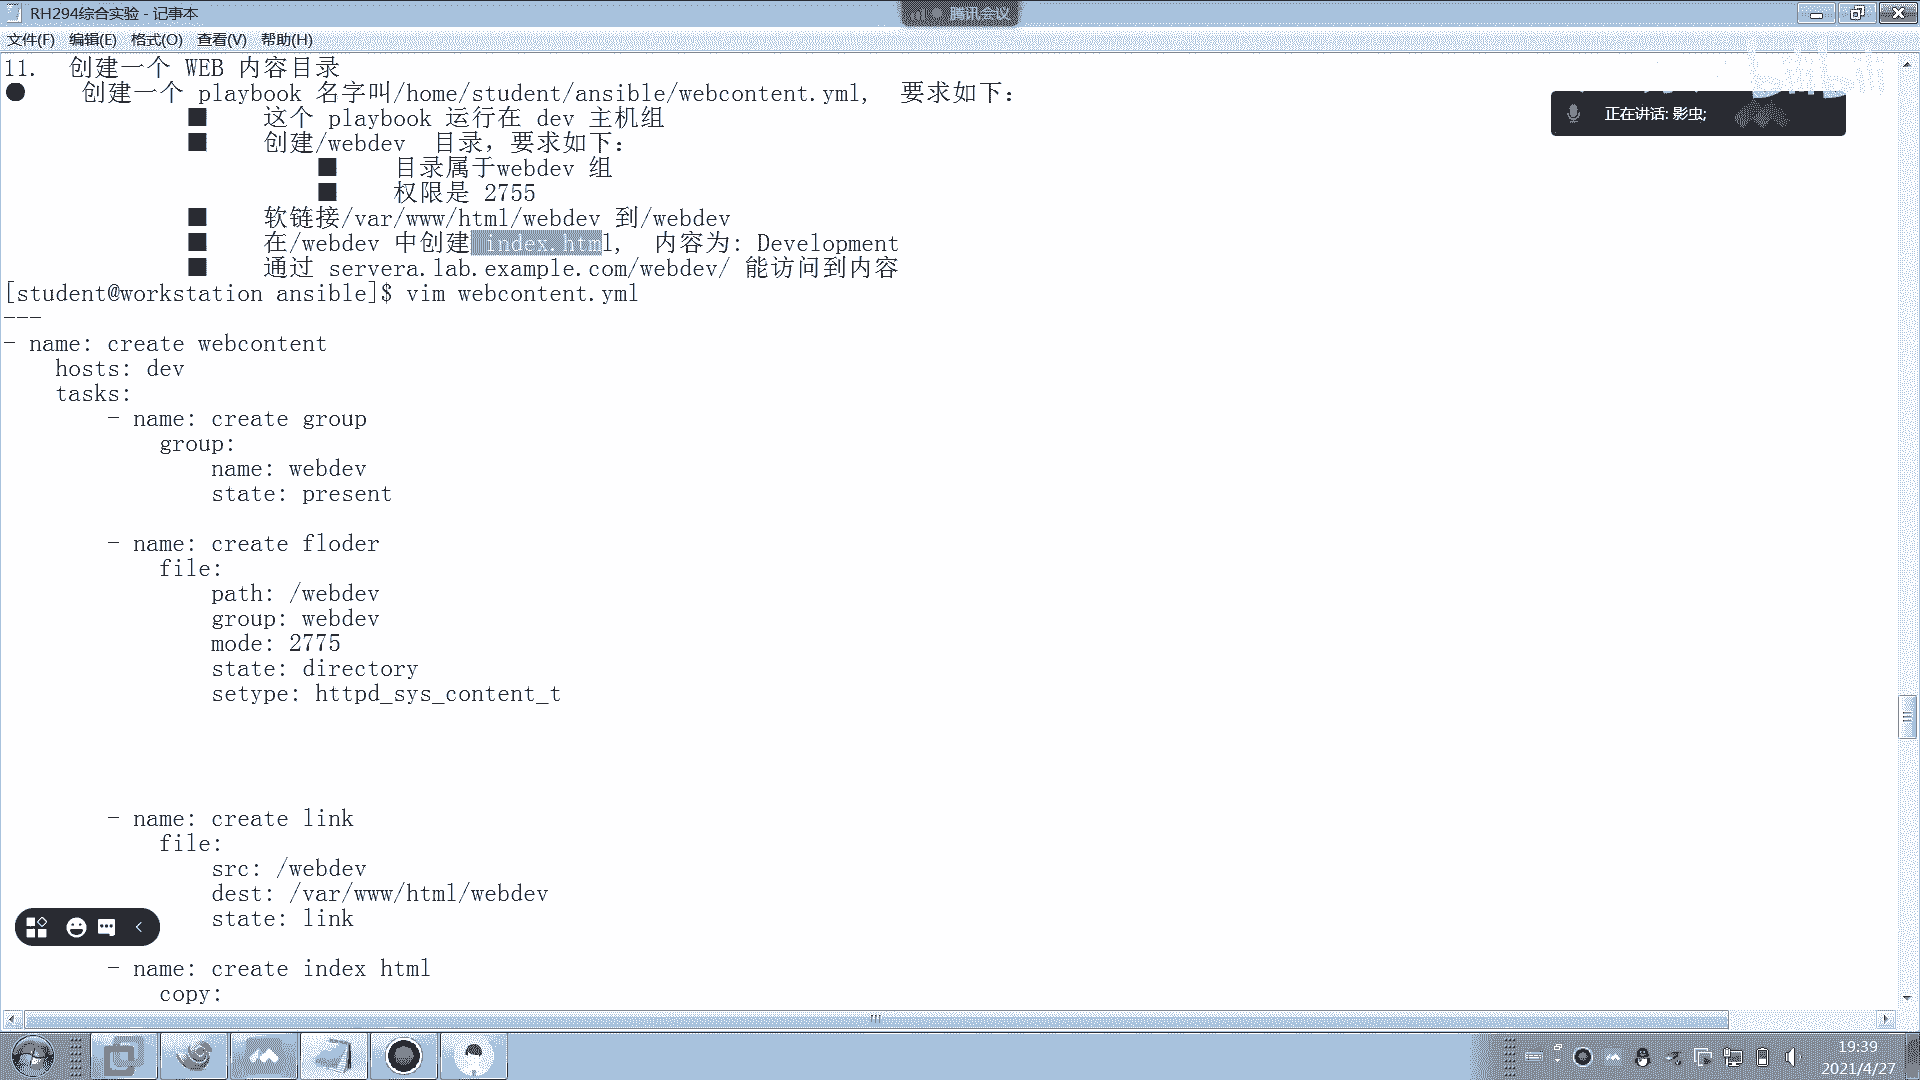 RH294综合实验 - 记事本
腾讯会议
文件(F) 编辑(E) 格式(O) 查看(V) 帮助(H)
正在讲话: 影虫;
11. 创建一个 WEB 内容目录
● 创建一个 playbook 名字叫/home/student/ansible/webcontent.yml, 要求如下:
■ 这个 playbook 运行在 dev 主机组
■ 创建/webdev 目录，要求如下:
■ 目录属于webdev 组
■ 权限是 2755
■ 软链接/var/www/html/webdev 到/webdev
■ 在/webdev 中创建 index.html, 内容为: Development
■ 通过 servera.lab.example.com/webdev/ 能访问到内容
[student@workstation ansible]$ vim webcontent.yml
---
- name: create webcontent
hosts: dev
tasks:
- name: create group
group:
name: webdev
state: present
- name: create floder
file:
path: /webdev
group: webdev
mode: 2775
state: directory
setype: httpd_sys_content_t
- name: create link
file:
src: /webdev
dest: /var/www/html/webdev
state: link
- name: create index html
copy:
19:39
2021/4/27